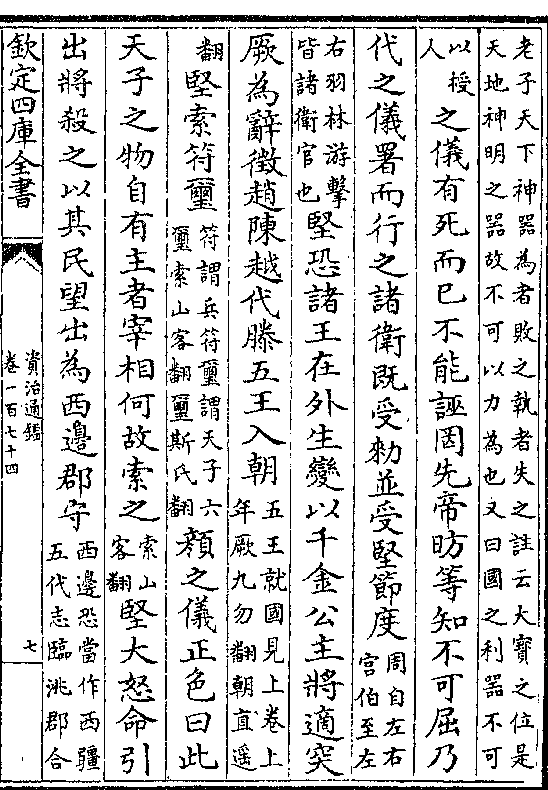 老子天下神器為者敗之執者失之註云大寳之位是
天地神明之器故不可以力為也又曰國之利器不可
以授
人
之儀有死而已不能誣罔先帝昉等知不可屈乃
代之儀署而行之諸衛既受勑並受堅節度
周自左右
宫伯至左
右羽林游擊
皆諸衛官也
堅恐諸王在外生變以千金公主將適突
厥為辭徵趙陳越代滕五王入朝
五王就國見上卷上
年厥九勿翻朝直遥
翻
堅索符璽
符謂兵符璽謂天子六
璽索山客翻璽斯氏翻
顔之儀正色曰此
天子之物自有主者宰相何故索之
索山
客翻
堅大怒命引
出將殺之以其民望出為西邊郡守
西邊恐當作西疆
五代志臨洮郡合
欽定四庫全書
資治通鑑
卷一百七十四
七